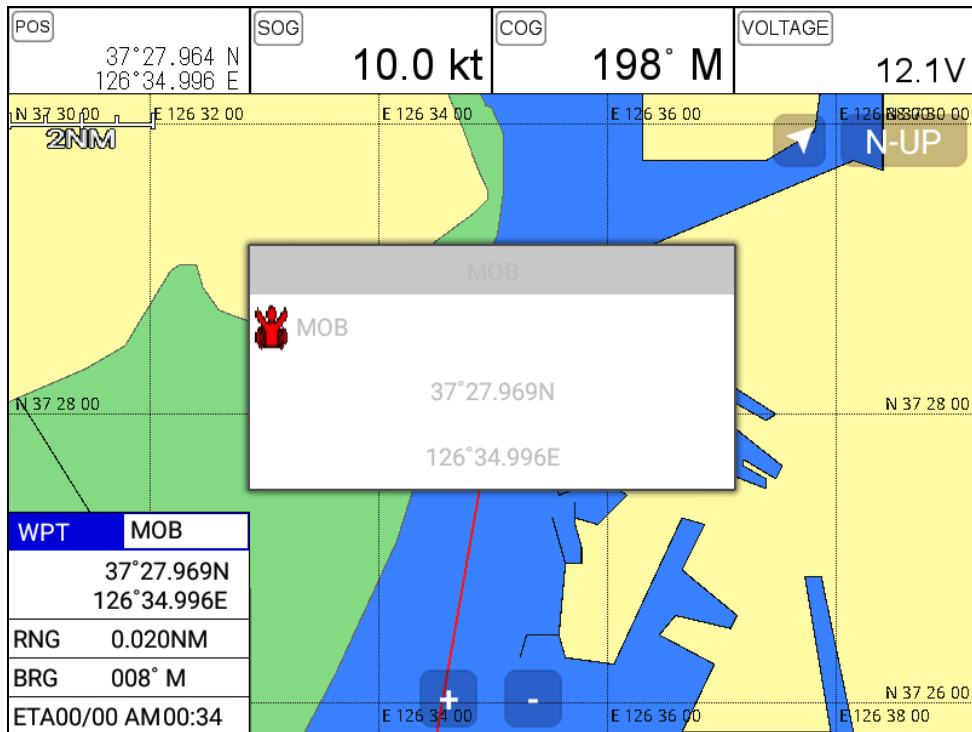 POS
37°27.964 N
126°34.996 E
SOG
10.0 kt
COG
198° M
VOLTAGE
12.1V
N 37 30 00
E 126 32 00
E 126 34 00
E 126 36 00
2NM
N-UP
MOB
MOB
37°27.969N
126°34.996E
N 37 28 00
N 37 28 00
WPT MOB
37°27.969N
126°34.996E
RNG 0.020NM
BRG 008° M
ETA00/00 AM00:34
+
-
N 37 26 00
E 126 34 00
E 126 36 00
E 126 38 00